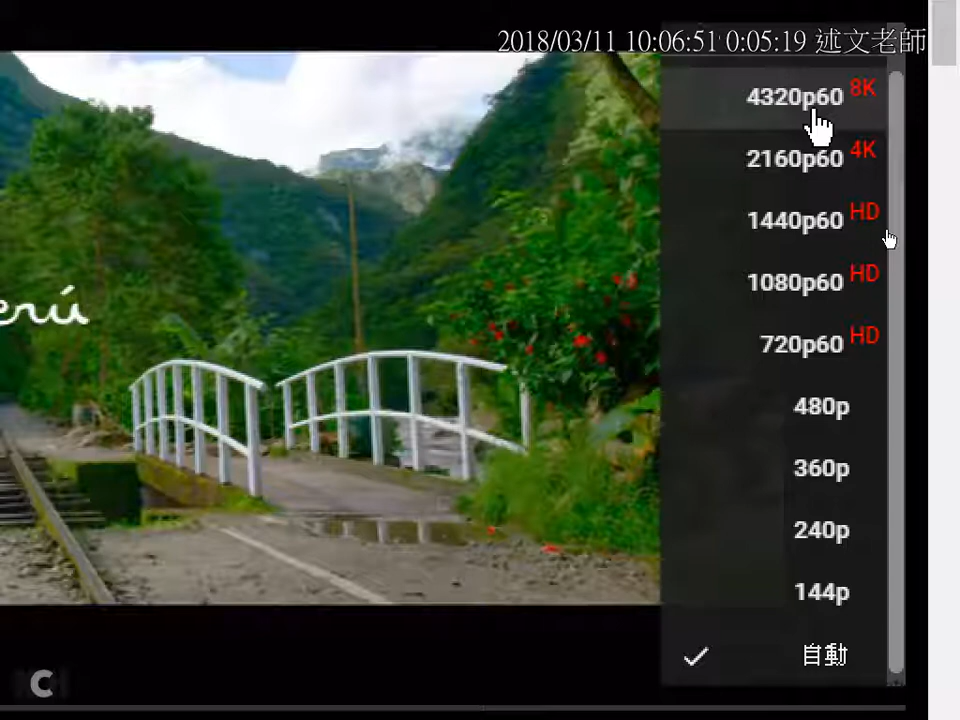 2018/03/11 10:06:51 0:05:19 述文老師
4320p60 8K
2160p60 4K
1440p60 HD
1080p60 HD
720p60 HD
erú
480p
360p
240p
144p
自動